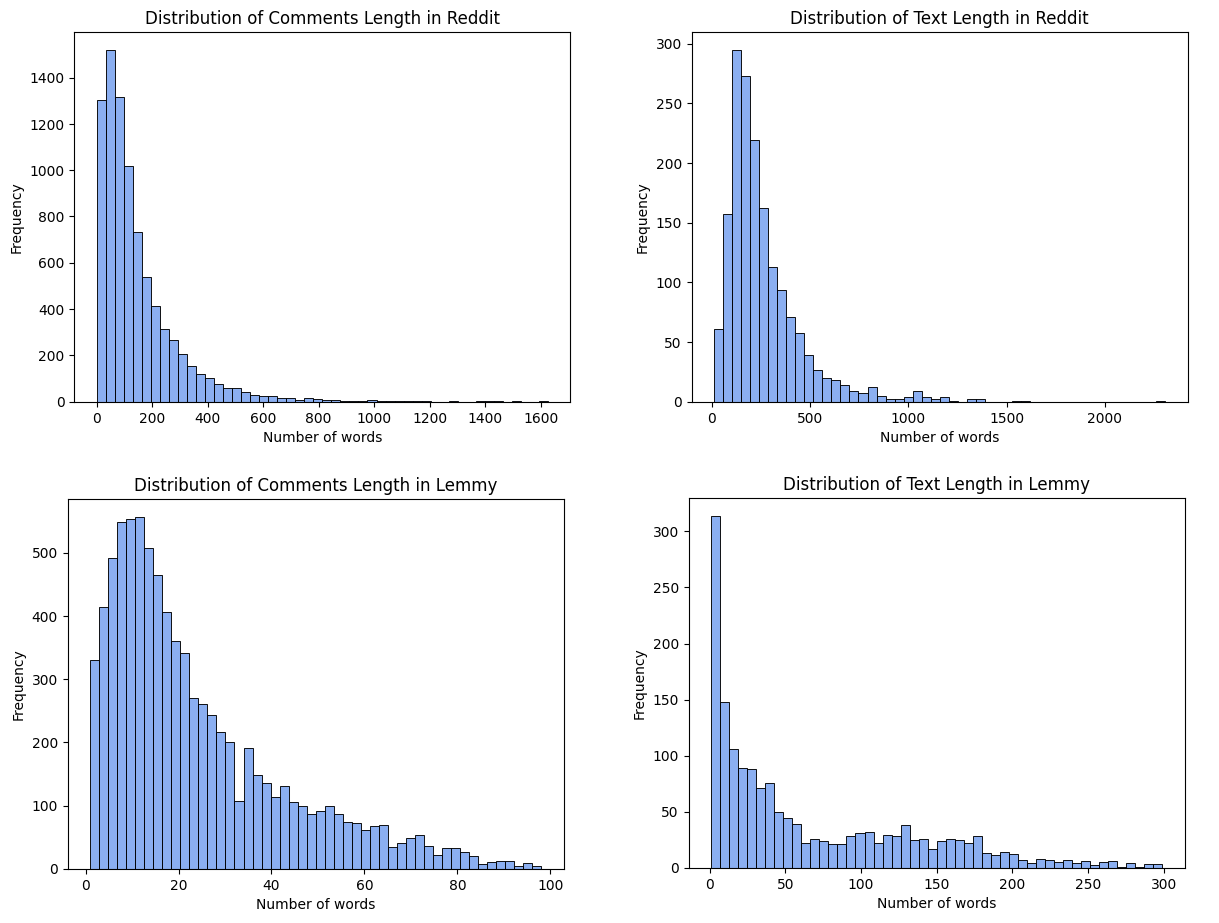 Distribution of Comments Length in Reddit
1400
1200
1000
800
600
400
200
0
Frequency
0 200 400 600 800 1000 1200 1400 1600
Number of words
Distribution of Text Length in Reddit
300
250
200
150
100
50
0
Frequency
0 500 1000 1500 2000
Number of words
Distribution of Comments Length in Lemmy
500
400
300
200
100
0
Frequency
0 20 40 60 80 100
Number of words
Distribution of Text Length in Lemmy
300
250
200
150
100
50
0
Frequency
0 50 100 150 200 250 300
Number of words